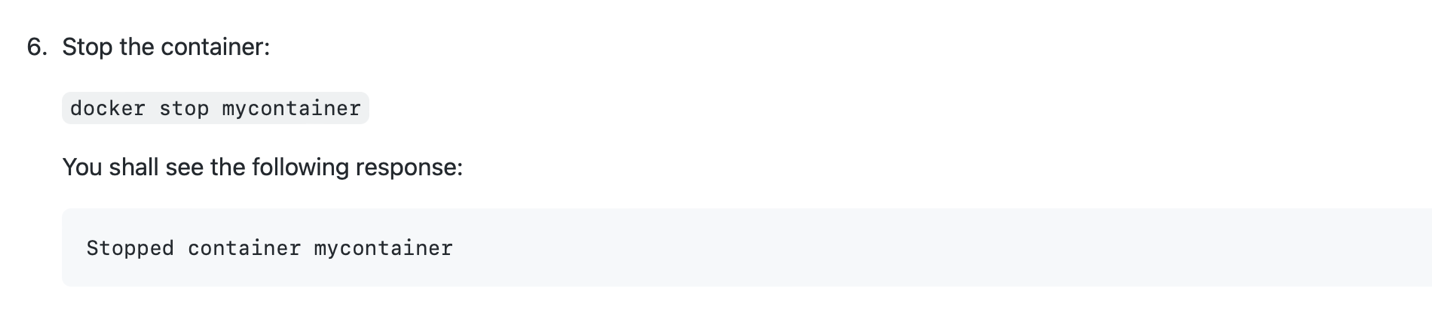 6. Stop the container:
docker stop mycontainer
You shall see the following response:
Stopped container mycontainer